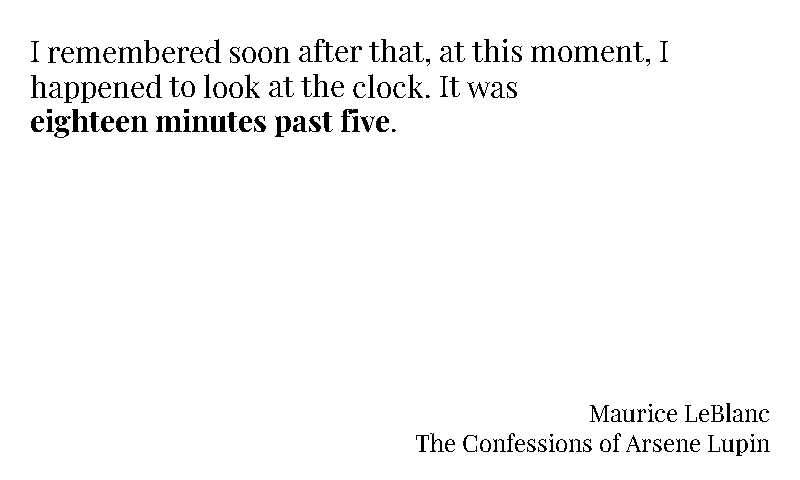 I remembered soon after that, at this moment, I
happened to look at the clock. It was
eighteen minutes past five.
Maurice LeBlanc
The Confessions of Arsene Lupin